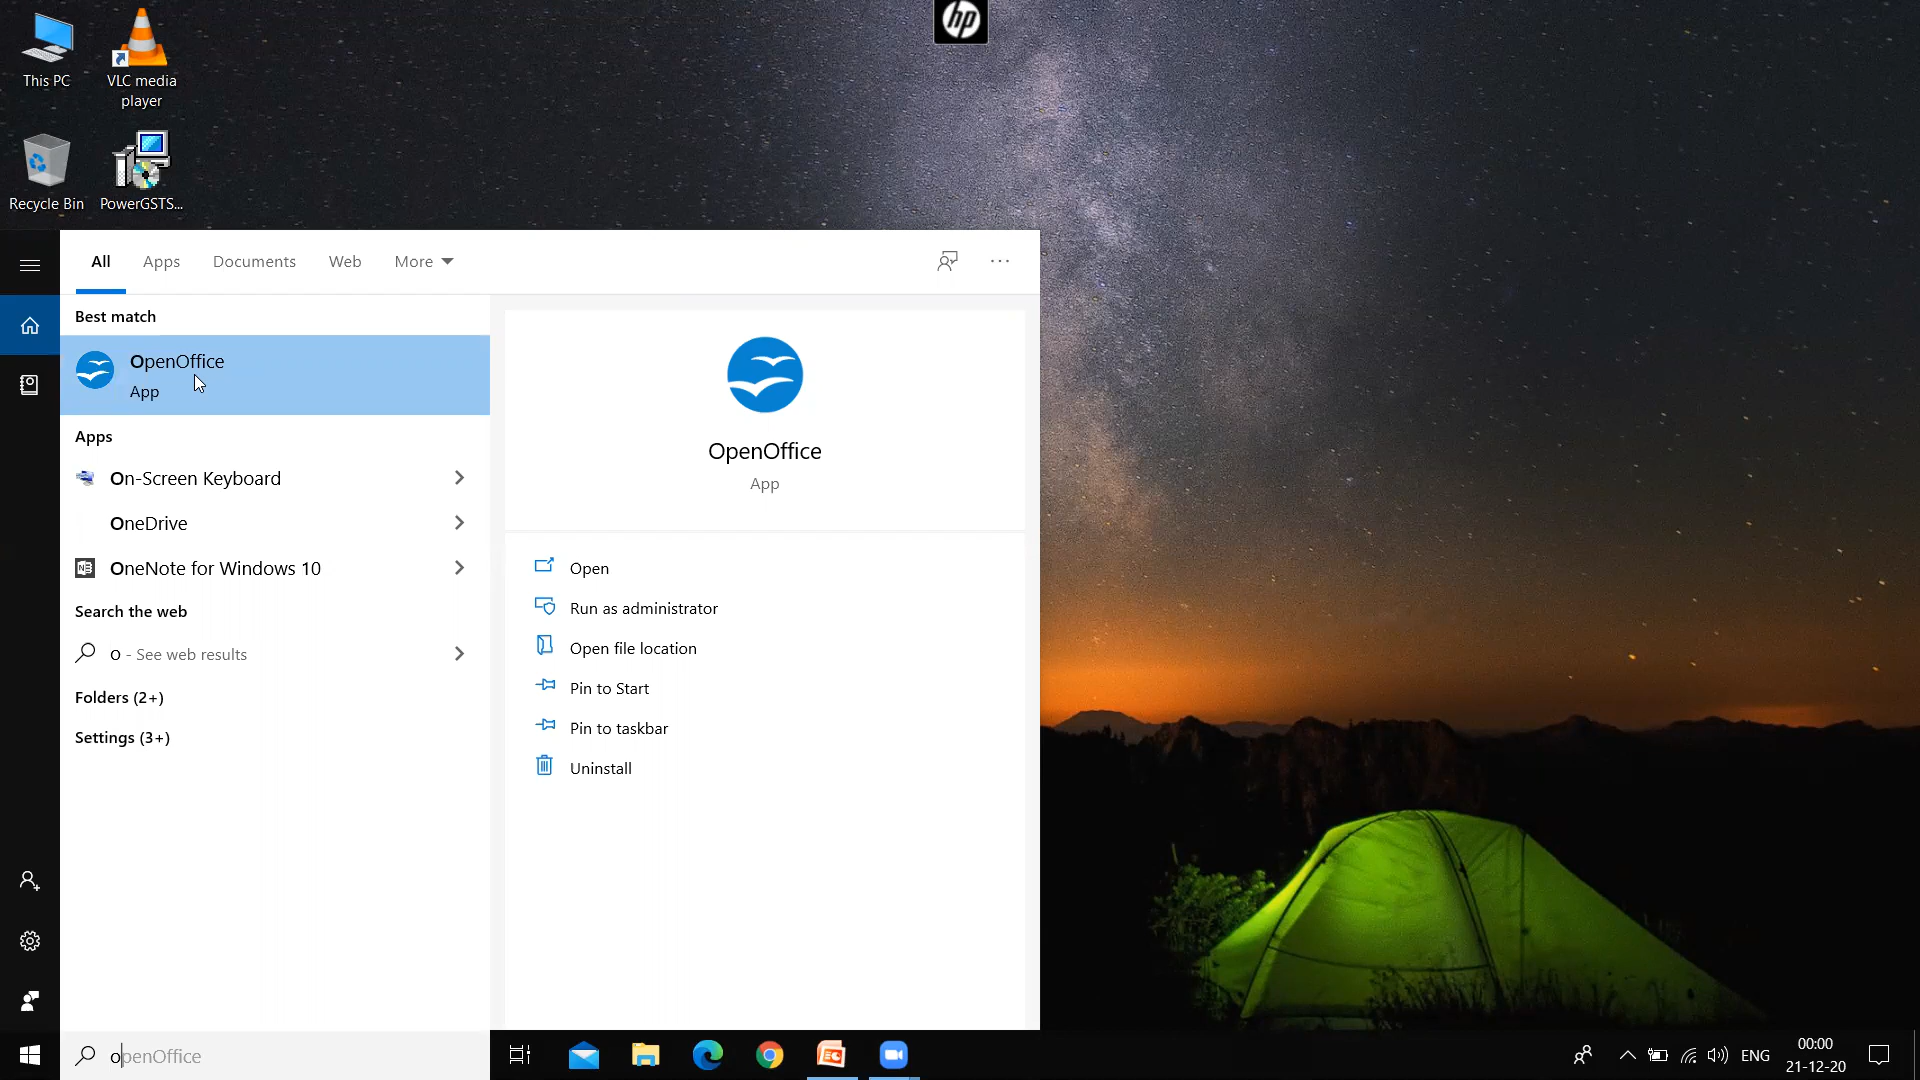 hp
This PC
VLC media
player
Recycle Bin
PowerGSTS...
All
Apps
Documents
Web
More
Best match
OpenOffice
App
Apps
On-Screen Keyboard
OneDrive
OneNote for Windows 10
Search the web
o - See web results
Folders (2+)
Settings (3+)
OpenOffice
App
Open
Run as administrator
Open file location
Pin to Start
Pin to taskbar
Uninstall
openOffice
ENG
00:00
21-12-20